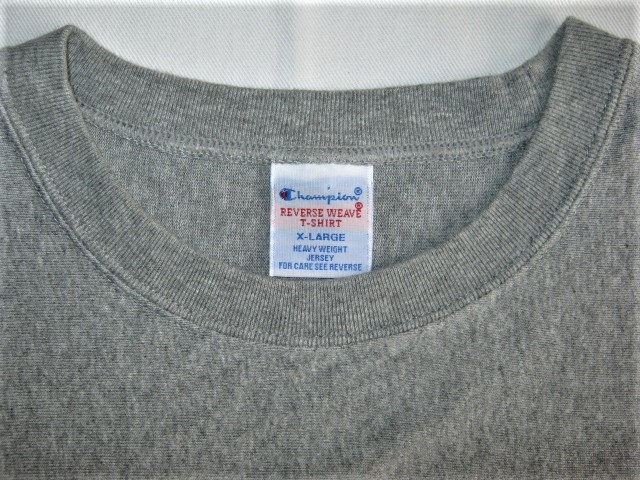 Champion®
REVERSE WEAVE®
T-SHIRT
X-LARGE
HEAVY WEIGHT
JERSEY
FOR CARE SEE REVERSE